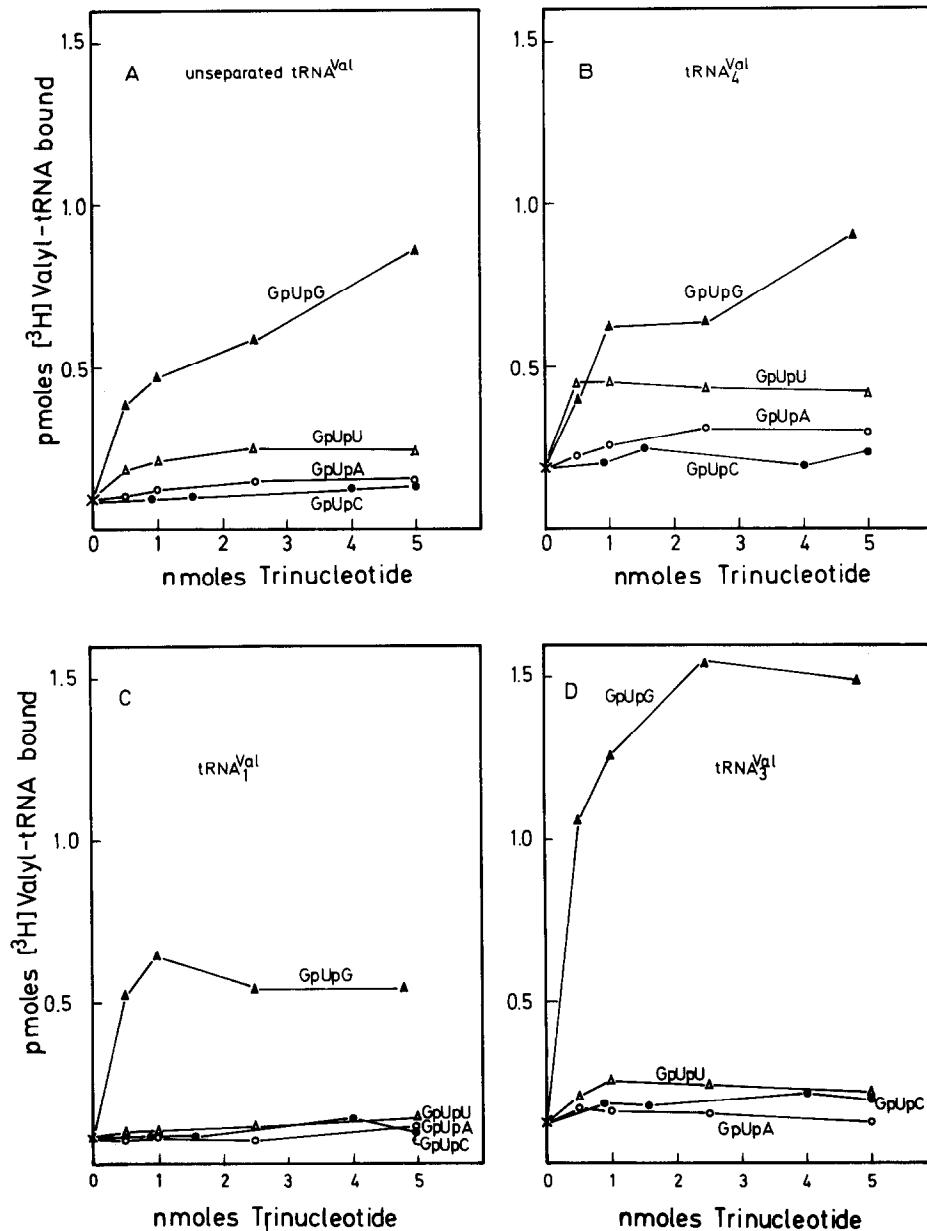 A
unseparated tRNA^Val
pmoles [³H] Valyl-tRNA bound
1.5
1.0
0.5
GpUpG
GpUpU
GpUpA
GpUpC
0 1 2 3 4 5
nmoles Trinucleotide
B
tRNA₄^Val
1.5
1.0
0.5
GpUpG
GpUpU
GpUpA
GpUpC
0 1 2 3 4 5
nmoles Trinucleotide
C
tRNA₁^Val
pmoles [³H] Valyl-tRNA bound
1.5
1.0
0.5
GpUpG
GpUpU
GpUpA
GpUpC
0 1 2 3 4 5
nmoles Trinucleotide
D
tRNA₃^Val
1.5
1.0
0.5
GpUpG
GpUpU
GpUpC
GpUpA
0 1 2 3 4 5
nmoles Trinucleotide